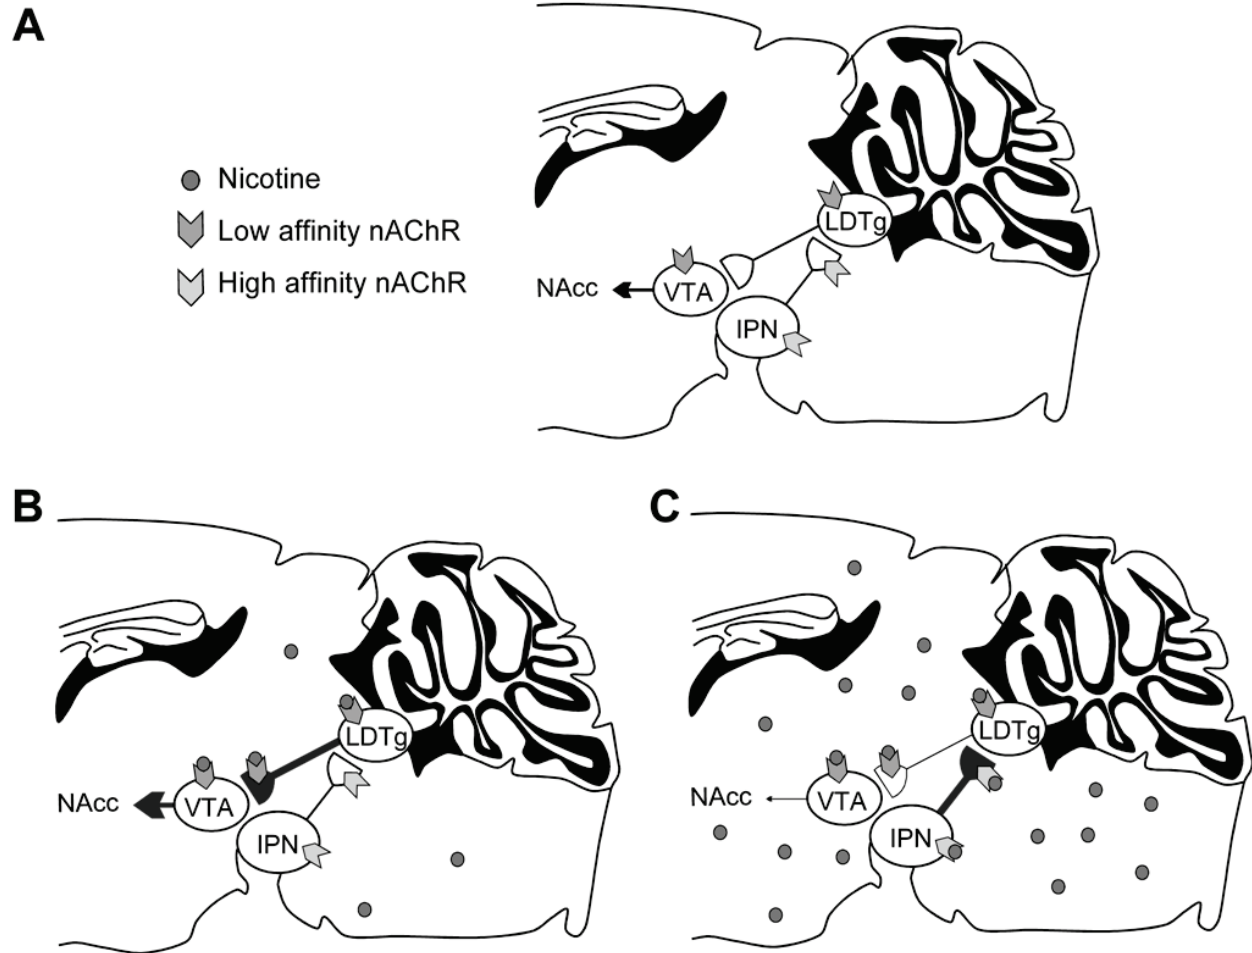 A
Nicotine
Low affinity nAChR
High affinity nAChR
LDTg
NAcc
VTA
IPN
B
LDTg
NAcc
VTA
IPN
C
LDTg
NAcc
VTA
IPN